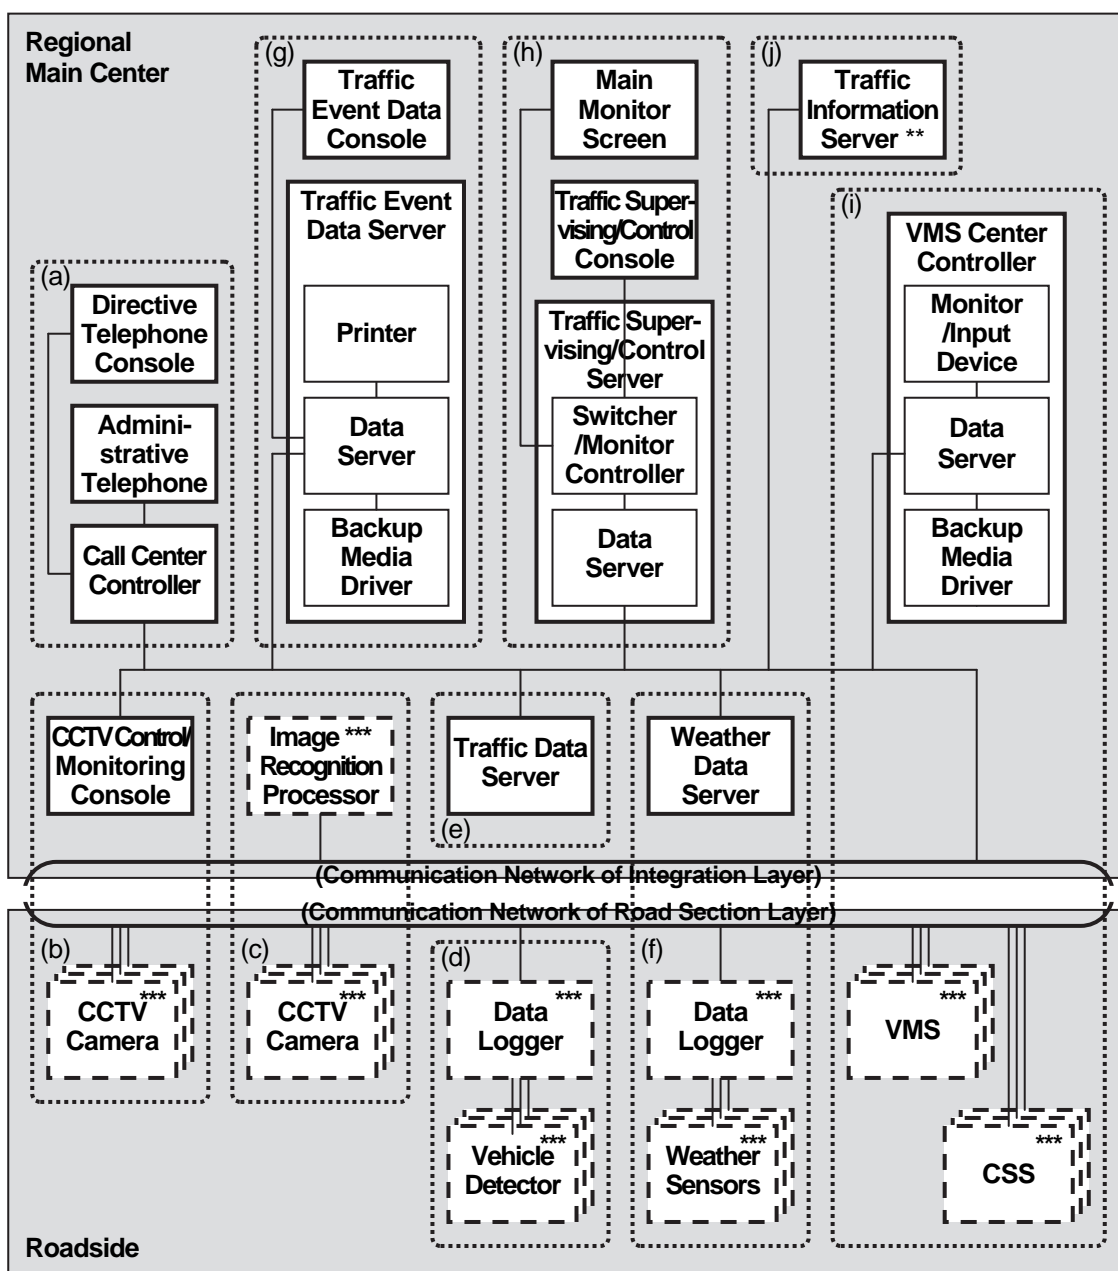 Regional
Main Center
(g)
Traffic
Event Data
Console
Traffic Event
Data Server
Printer
Data
Server
Backup
Media
Driver
(h)
Main
Monitor
Screen
Traffic Super-
vising/Control
Console
Traffic Super-
vising/Control
Server
Switcher
/Monitor
Controller
Data
Server
(j)
Traffic
Information
Server **
(i)
VMS Center
Controller
Monitor
/Input
Device
Data
Server
Backup
Media
Driver
(a)
Directive
Telephone
Console
Admini-
strative
Telephone
Call Center
Controller
CCTV Control/
Monitoring
Console
Image ***
Recognition
Processor
Traffic Data
Server
(e)
Weather
Data
Server
(Communication Network of Integration Layer)
(Communication Network of Road Section Layer)
(b)
***
CCTV
Camera
(c)
***
CCTV
Camera
(d)
***
Data
Logger
***
Vehicle
Detector
(f)
***
Data
Logger
***
Weather
Sensors
***
VMS
***
CSS
Roadside